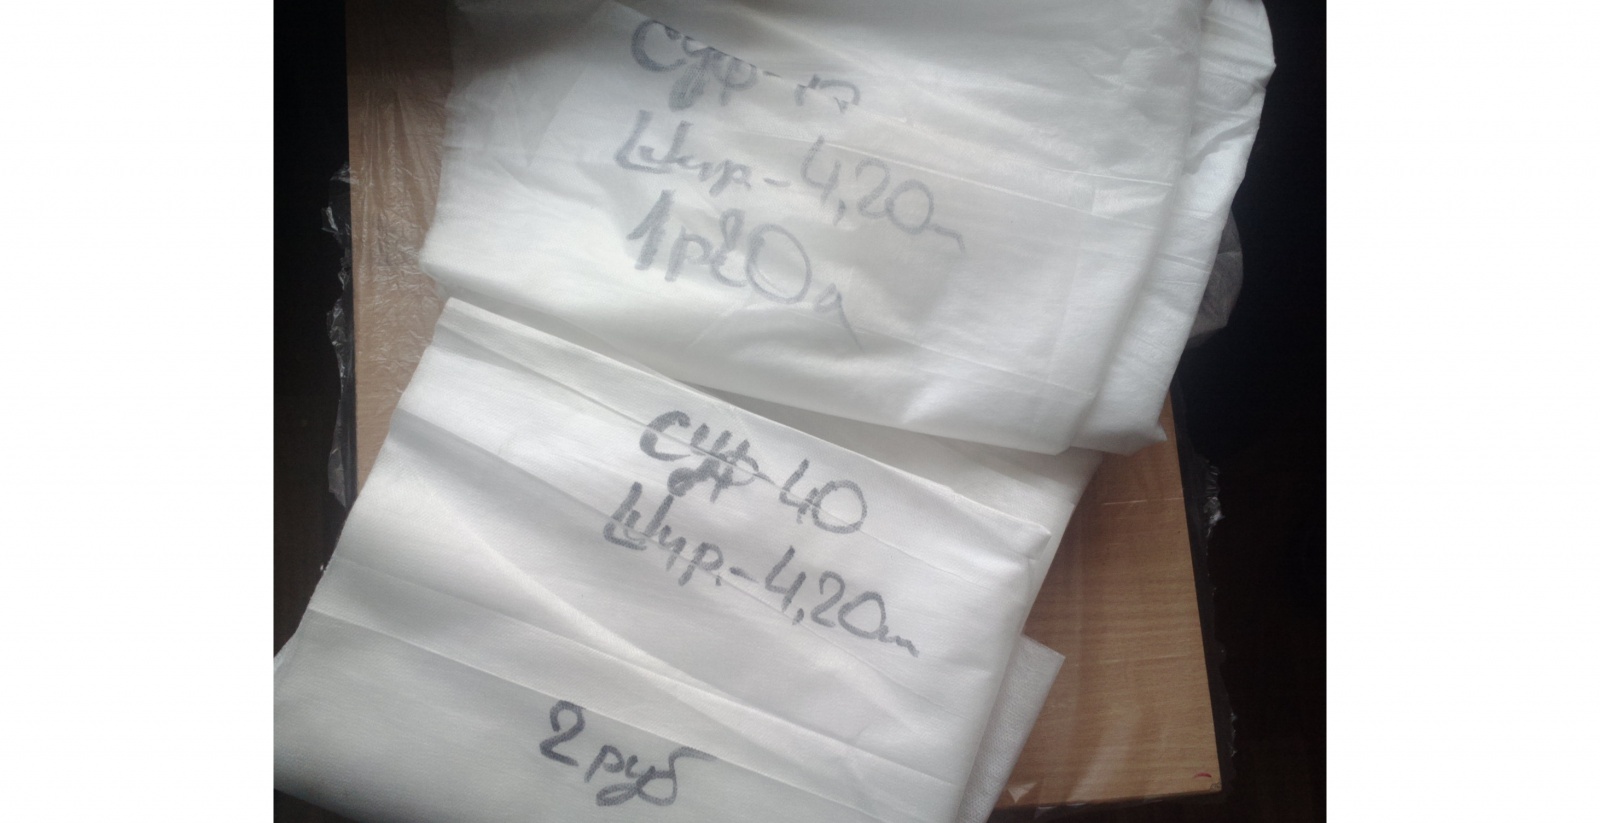 СУФ-17
Шир-4,20м
1р20к
СУФ 40
Шир.-4,20м
2 руб